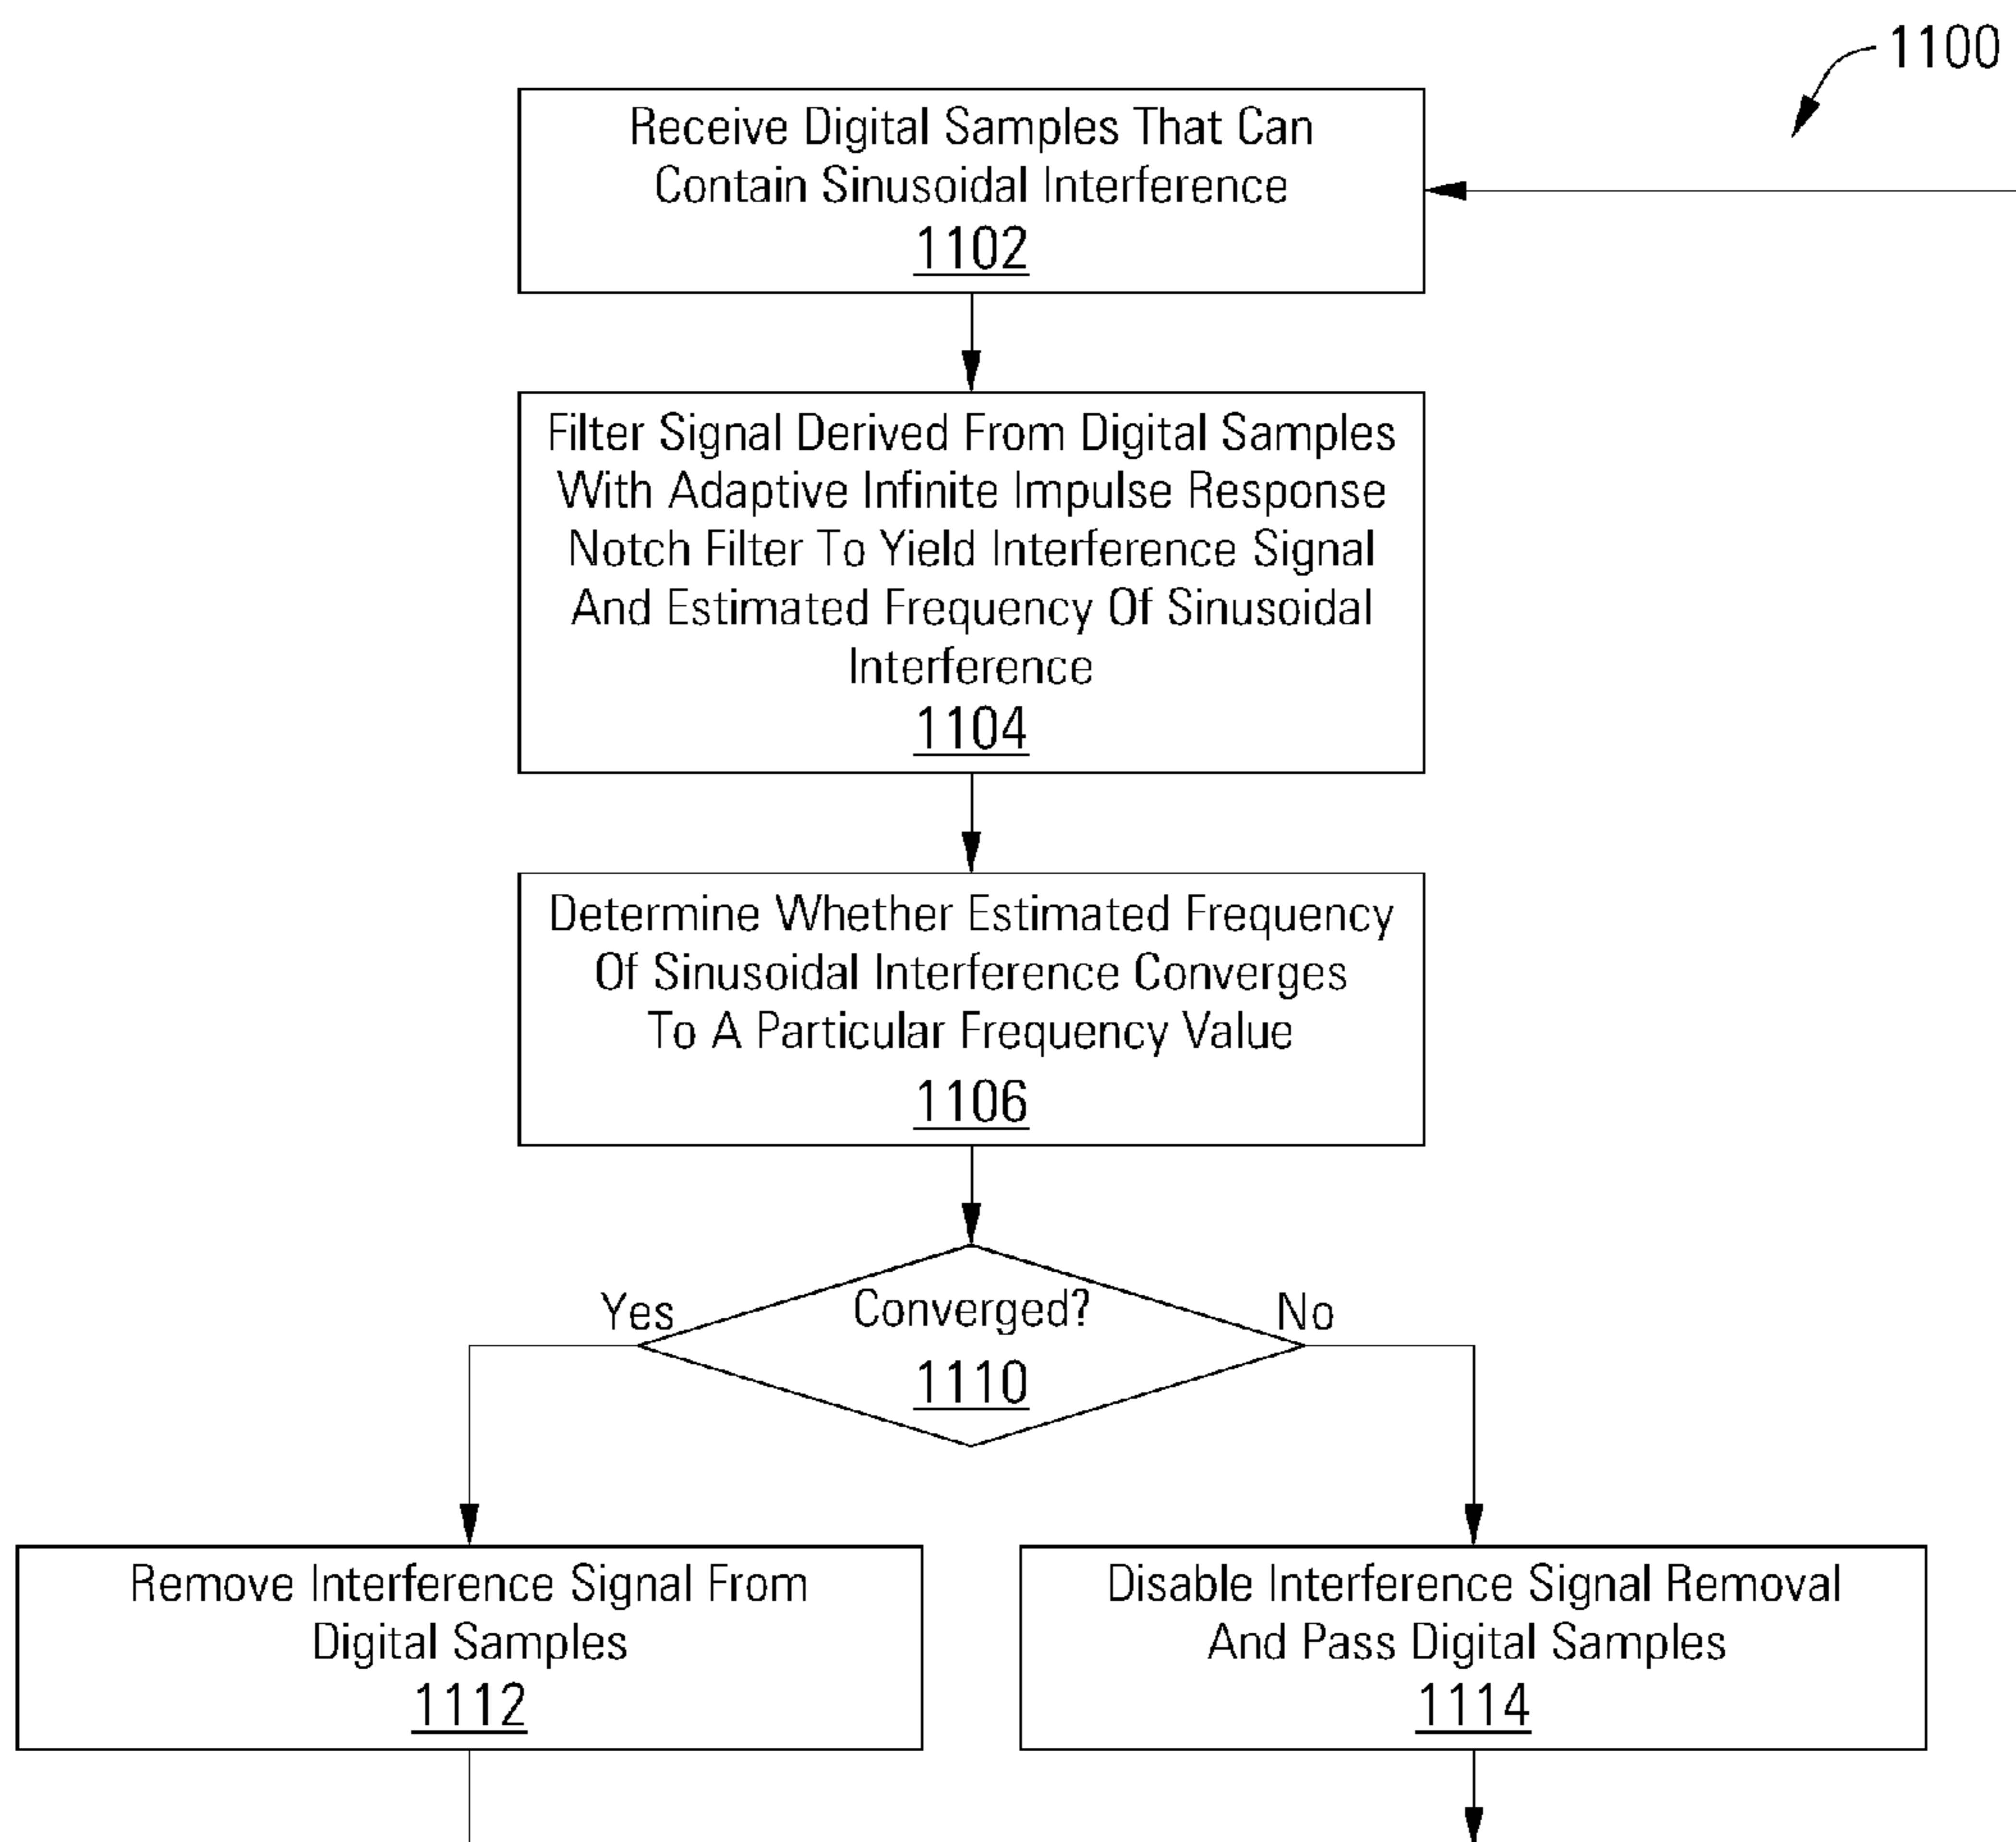 1100
Receive Digital Samples That Can
Contain Sinusoidal Interference
1102
Filter Signal Derived From Digital Samples
With Adaptive Infinite Impulse Response
Notch Filter To Yield Interference Signal
And Estimated Frequency Of Sinusoidal
Interference
1104
Determine Whether Estimated Frequency
Of Sinusoidal Interference Converges
To A Particular Frequency Value
1106
Yes
Converged?
No
1110
Remove Interference Signal From
Digital Samples
1112
Disable Interference Signal Removal
And Pass Digital Samples
1114